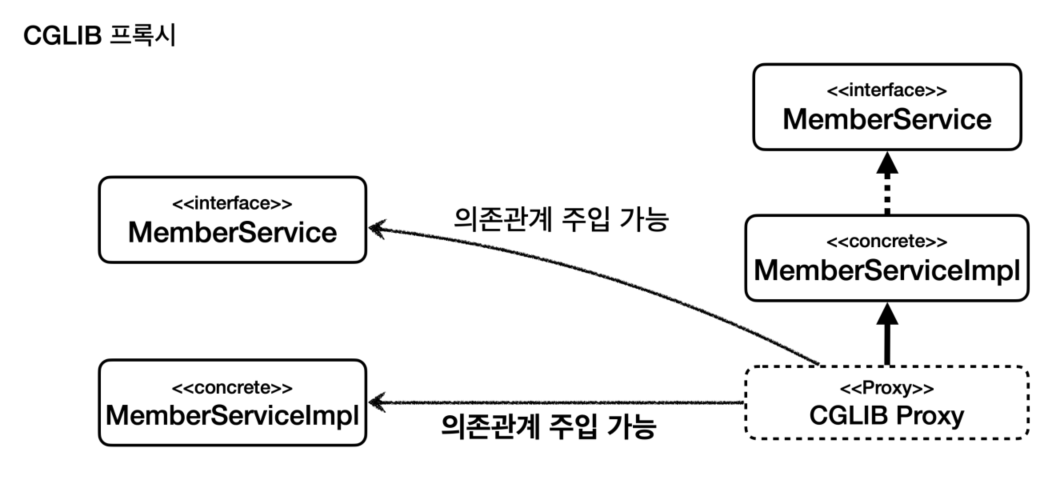 CGLIB 프록시
<<interface>>
MemberService
<<interface>>
MemberService
의존관계 주입 가능
<<concrete>>
MemberServiceImpl
<<concrete>>
MemberServiceImpl
의존관계 주입 가능
<<Proxy>>
CGLIB Proxy